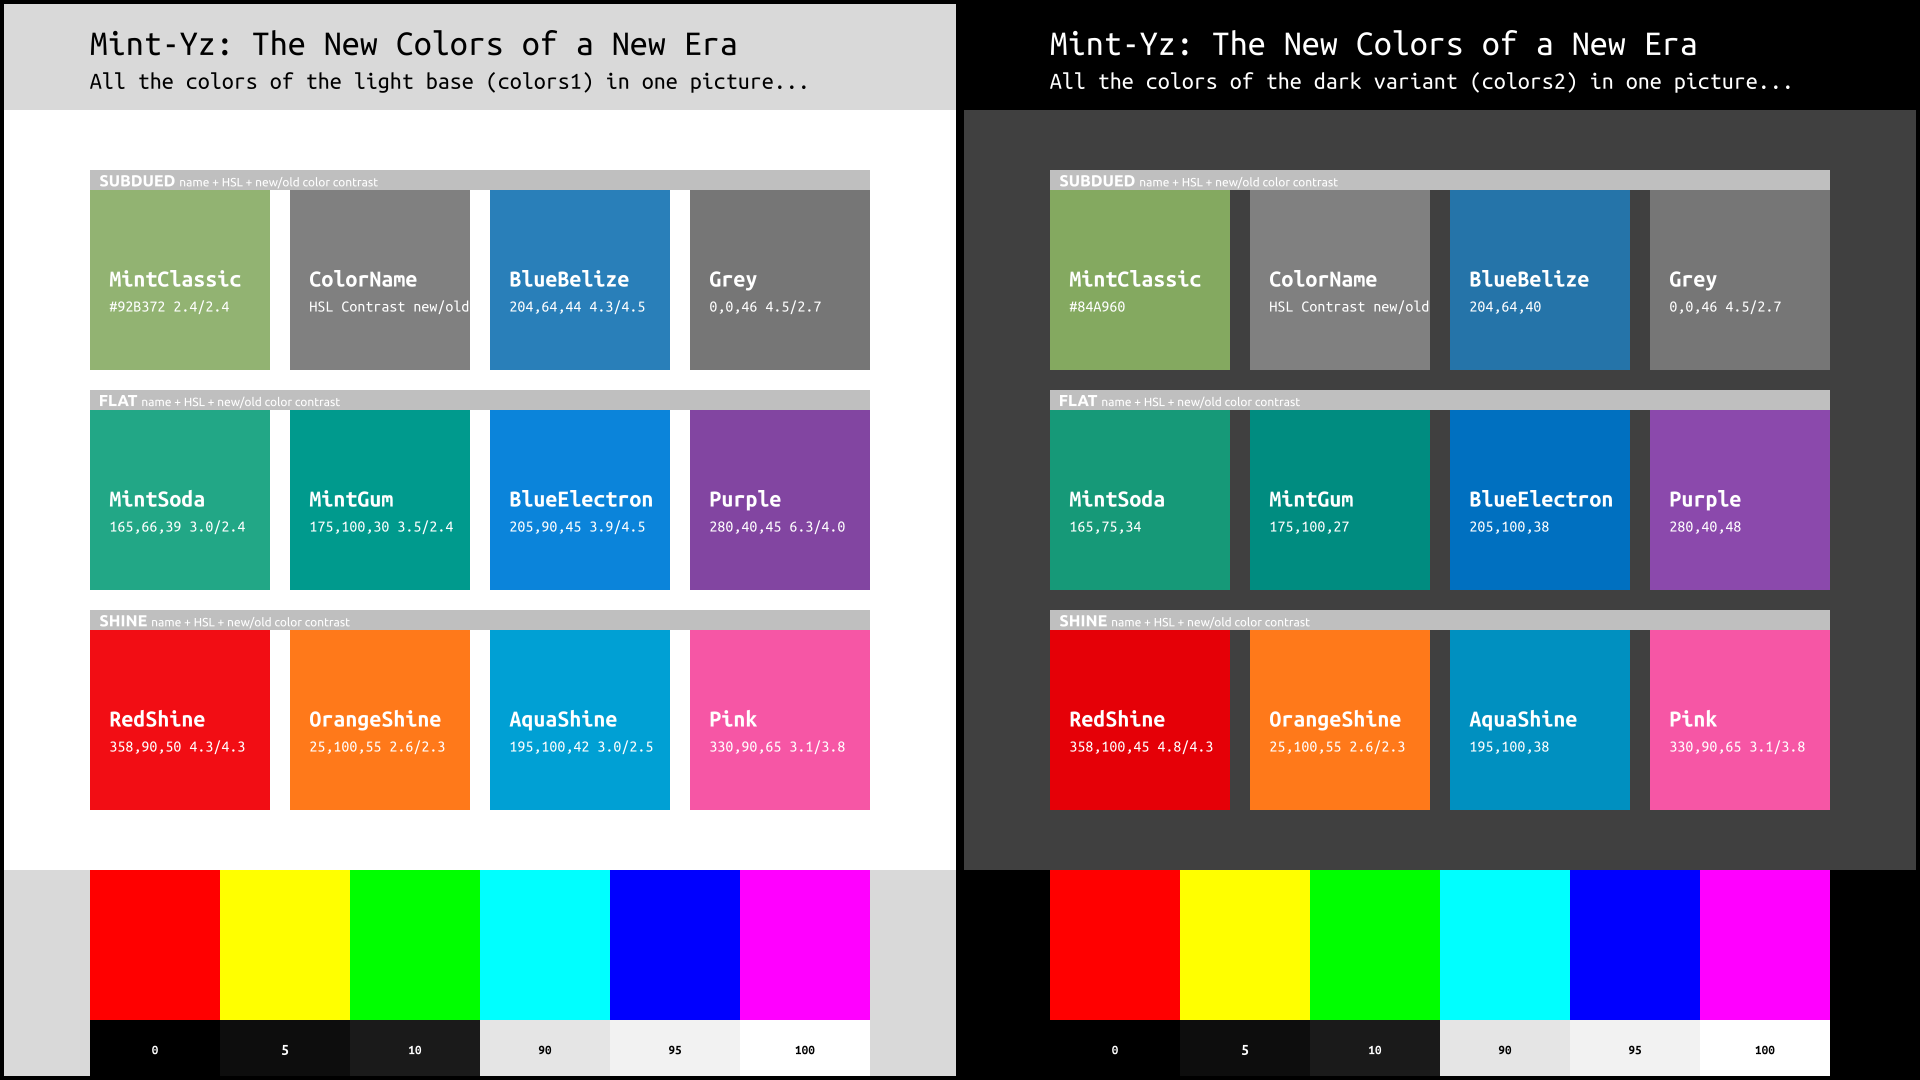 Mint-Yz: The New Colors of a New Era
All the colors of the light base (colors1) in one picture...
SUBDUED name + HSL + new/old color contrast
MintClassic
#92B372 2.4/2.4
ColorName
HSL Contrast new/old
BlueBelize
204,64,44 4.3/4.5
Grey
0,0,46 4.5/2.7
FLAT name + HSL + new/old color contrast
MintSoda
165,66,39 3.0/2.4
MintGum
175,100,30 3.5/2.4
BlueElectron
205,90,45 3.9/4.5
Purple
280,40,45 6.3/4.0
SHINE name + HSL + new/old color contrast
RedShine
358,90,50 4.3/4.3
OrangeShine
25,100,55 2.6/2.3
AquaShine
195,100,42 3.0/2.5
Pink
330,90,65 3.1/3.8
0 5 10 90 95 100
Mint-Yz: The New Colors of a New Era
All the colors of the dark variant (colors2) in one picture...
SUBDUED name + HSL + new/old color contrast
MintClassic
#84A960
ColorName
HSL Contrast new/old
BlueBelize
204,64,40
Grey
0,0,46 4.5/2.7
FLAT name + HSL + new/old color contrast
MintSoda
165,75,34
MintGum
175,100,27
BlueElectron
205,100,38
Purple
280,40,48
SHINE name + HSL + new/old color contrast
RedShine
358,100,45 4.8/4.3
OrangeShine
25,100,55 2.6/2.3
AquaShine
195,100,38
Pink
330,90,65 3.1/3.8
0 5 10 90 95 100